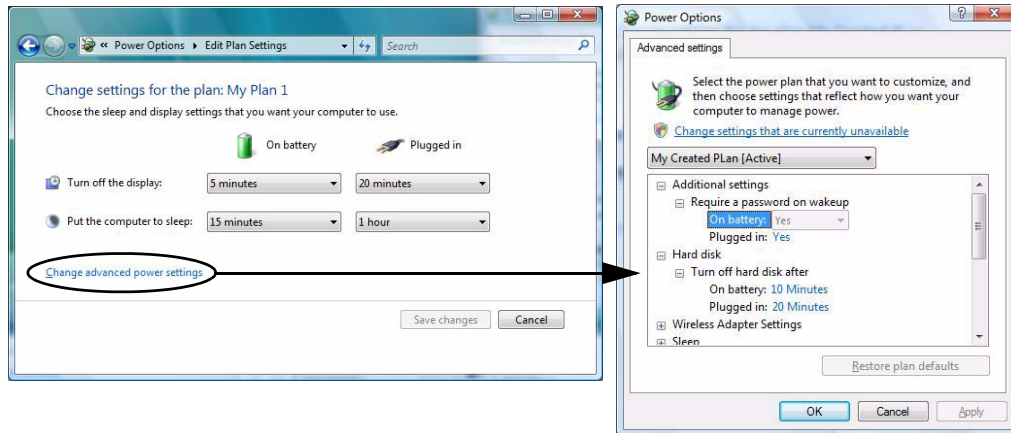 « Power Options ▸ Edit Plan Settings
Search
Change settings for the plan: My Plan 1
Choose the sleep and display settings that you want your computer to use.
On battery Plugged in
Turn off the display: 5 minutes 20 minutes
Put the computer to sleep: 15 minutes 1 hour
Change advanced power settings
Save changes Cancel
Power Options
Advanced settings
Select the power plan that you want to customize, and
then choose settings that reflect how you want your
computer to manage power.
Change settings that are currently unavailable
My Created PLan [Active]
Additional settings
Require a password on wakeup
On battery: Yes
Plugged in: Yes
Hard disk
Turn off hard disk after
On battery: 10 Minutes
Plugged in: 20 Minutes
Wireless Adapter Settings
Sleep
Restore plan defaults
OK Cancel Apply